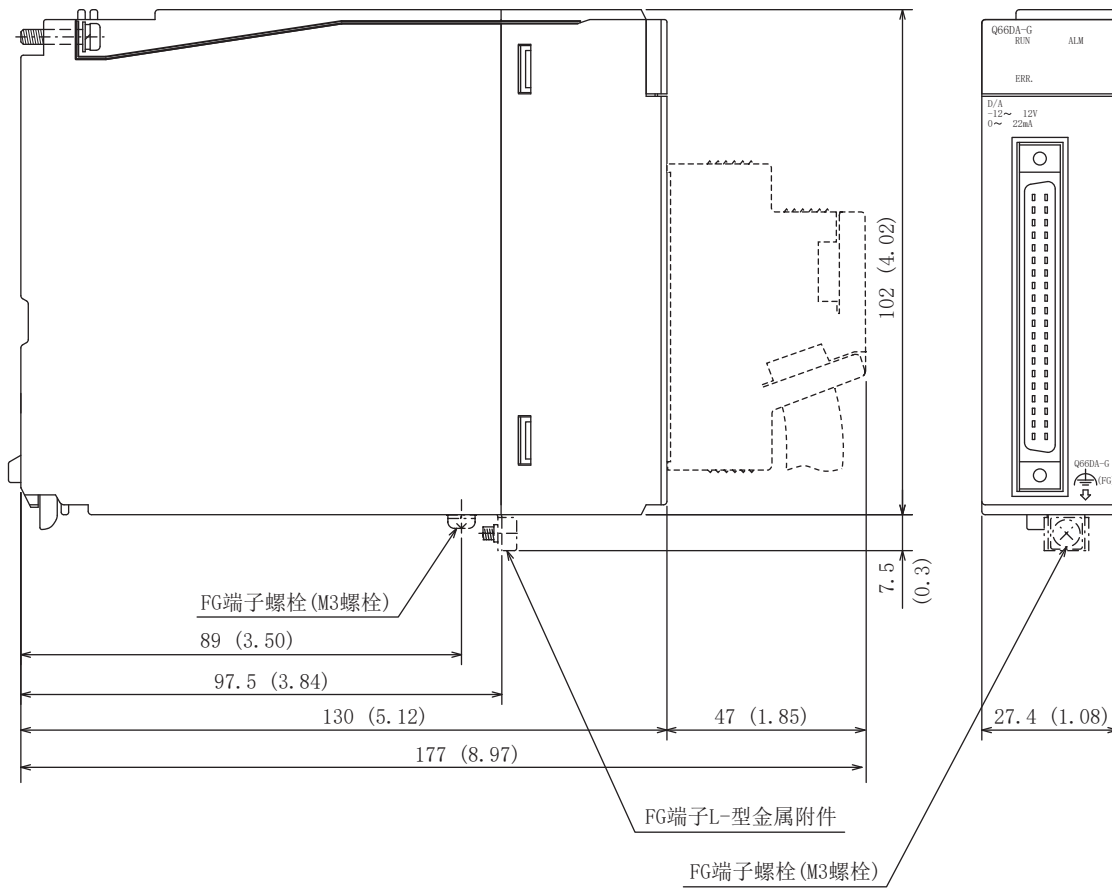 Q66DA-G
RUN ALM
ERR.
D/A
-12～ 12V
0～ 22mA
102 (4.02)
Q66DA-G
(FG
7.5
(0.3)
FG端子螺栓(M3螺栓)
89 (3.50)
97.5 (3.84)
130 (5.12)
47 (1.85)
27.4 (1.08)
177 (8.97)
FG端子L-型金属附件
FG端子螺栓(M3螺栓)